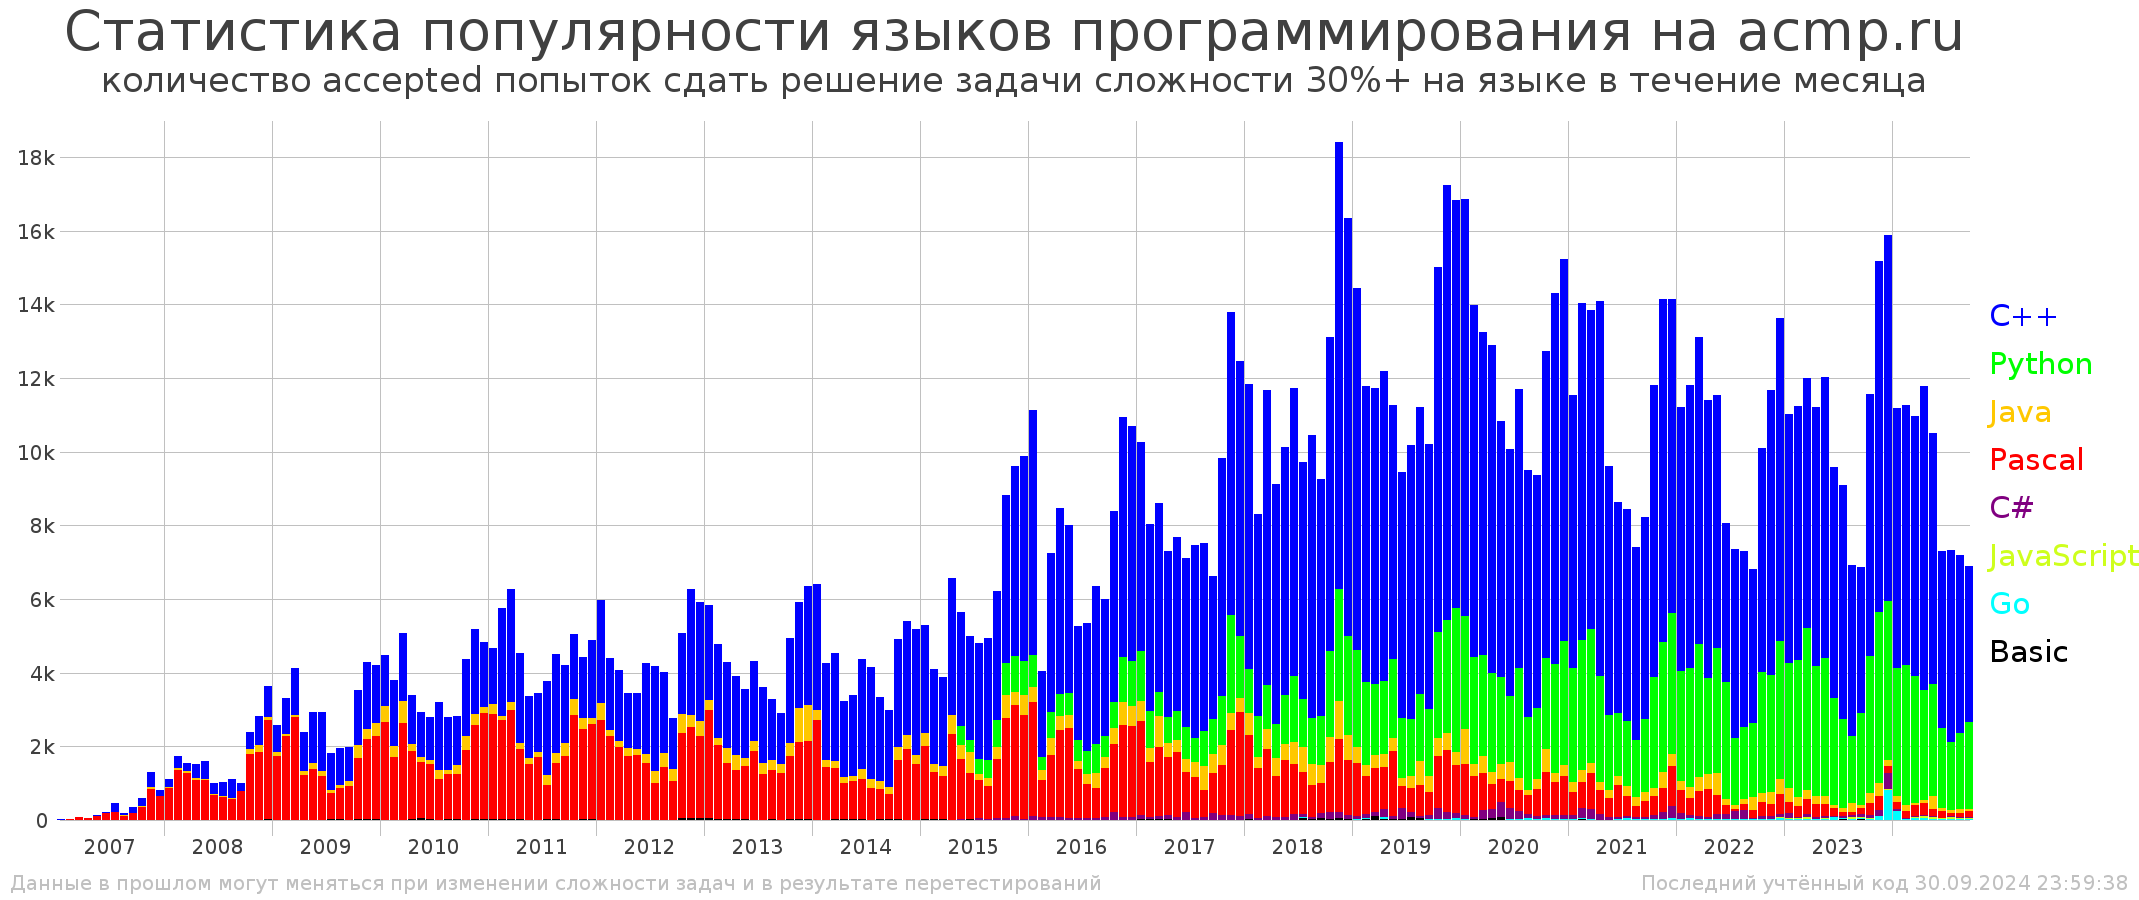 Статистика популярности языков программирования на acmp.ru
количество accepted попыток сдать решение задачи сложности 30%+ на языке в течение месяца
18k
16k
14k
12k
10k
8k
6k
4k
2k
0
C++
Python
Java
Pascal
C#
JavaScript
Go
Basic
2007 2008 2009 2010 2011 2012 2013 2014 2015 2016 2017 2018 2019 2020 2021 2022 2023
Данные в прошлом могут меняться при изменении сложности задач и в результате перетестирований
Последний учтённый код 30.09.2024 23:59:38